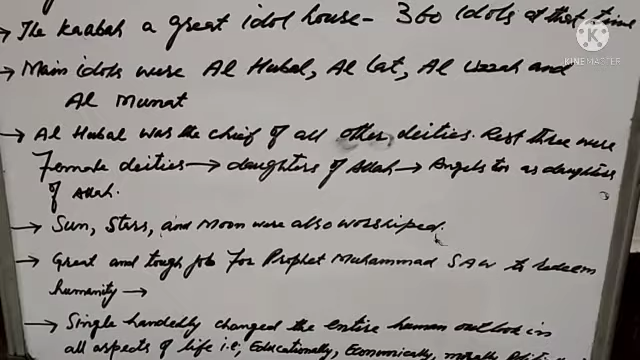 → The Kaabah a great idol house - 360 idols at that time
→ Main idols were Al Hubal, Al Lat, Al Uzzah and
Al Munat
→ Al Hubal was the chief of all other deities. Rest three were
Female deities → daughters of Allah → Angels too as daughters
of Allah.
→ Sun, Stars, and Moon were also worshiped.
→ Great and tough job for Prophet Muhammad SAW to redeem
humanity →
→ Single handedly changed the entire human outlook in
all aspects of life i.e, Educationally, Economically, morally
KINEMASTER